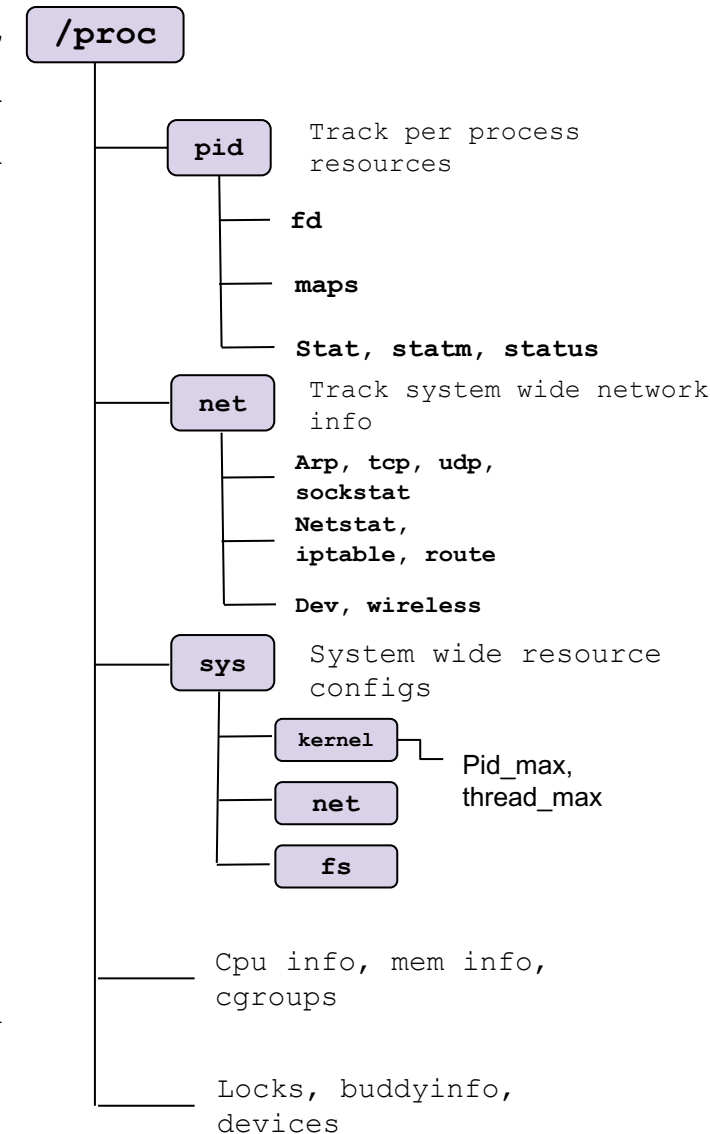 /proc
pid
Track per process
resources
fd
maps
Stat, statm, status
net
Track system wide network
info
Arp, tcp, udp,
sockstat
Netstat,
iptable, route
Dev, wireless
sys
System wide resource
configs
kernel
Pid_max,
thread_max
net
fs
Cpu info, mem info,
cgroups
Locks, buddyinfo,
devices